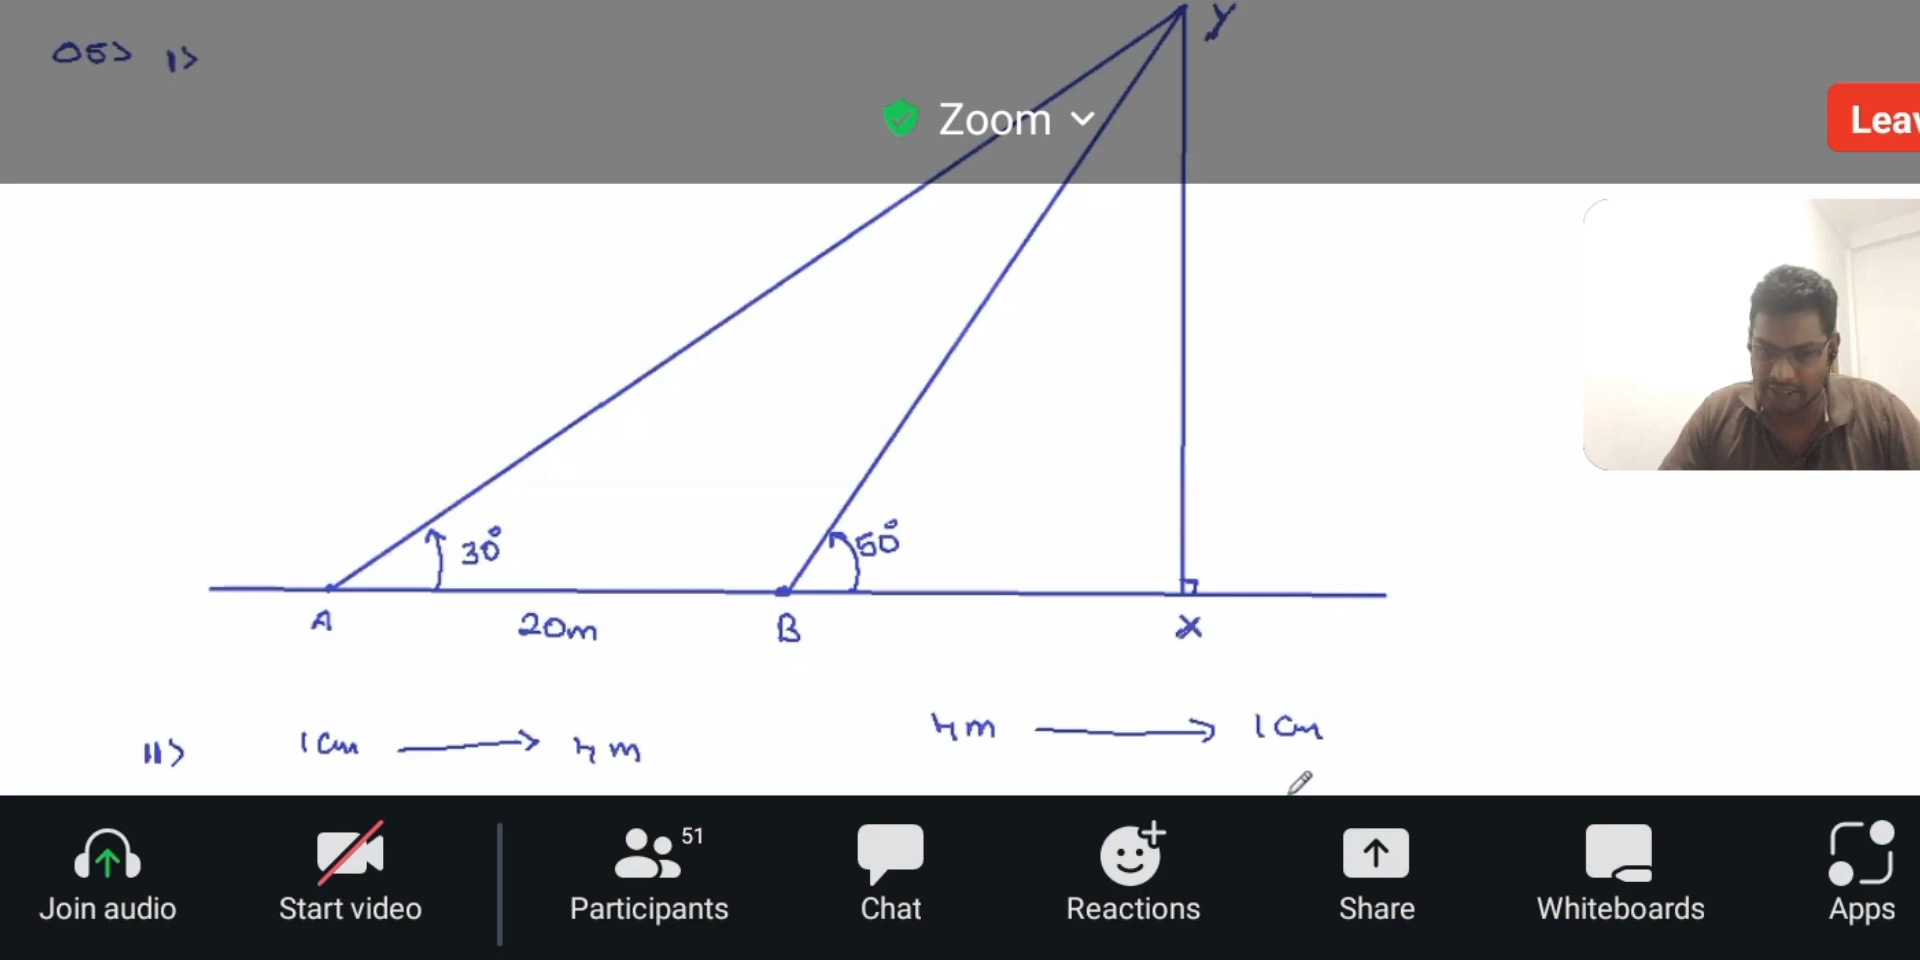 05> 1>
Y
Zoom
Leav
30°
50°
A 20m B X
11> 1cm → 4m 4m → 1cm
51
Join audio Start video Participants Chat Reactions Share Whiteboards Apps